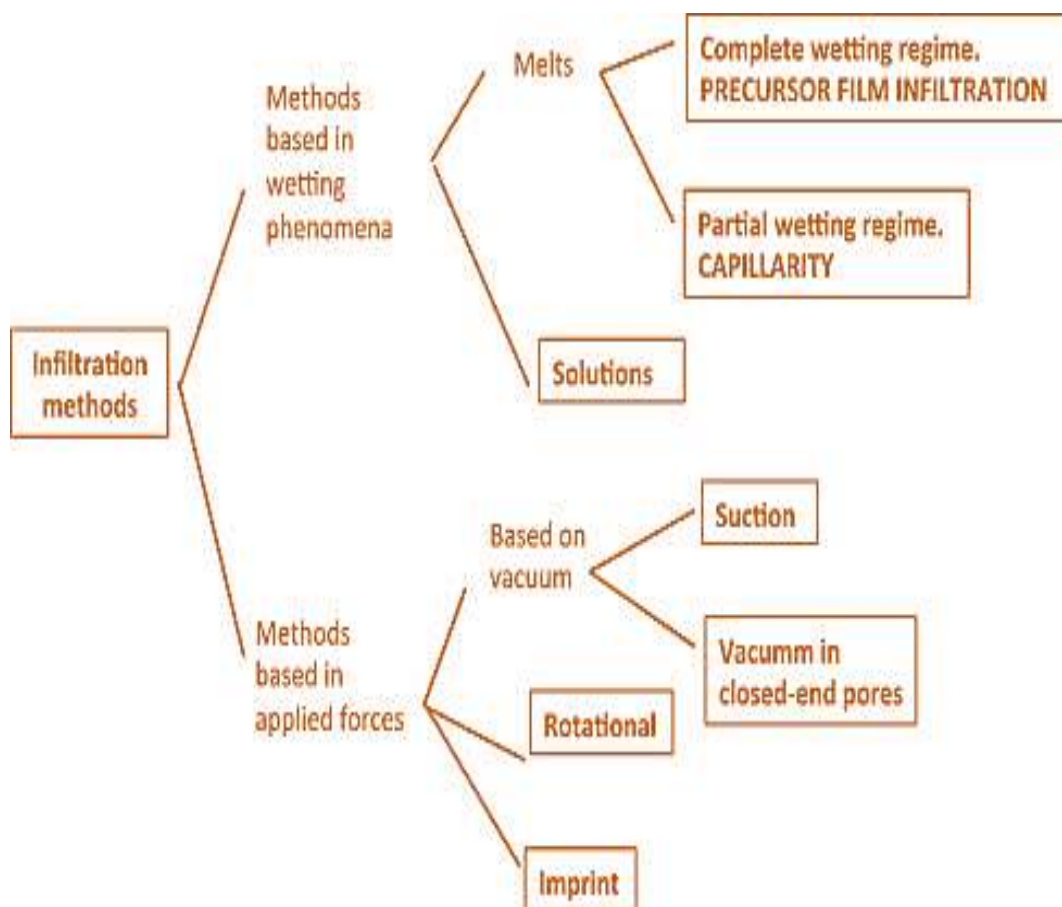 Infiltration
methods
Methods
based in
wetting
phenomena
Melts
Complete wetting regime.
PRECURSOR FILM INFILTRATION
Partial wetting regime.
CAPILLARITY
Solutions
Methods
based in
applied forces
Based on
vacuum
Suction
Vacumm in
closed-end pores
Rotational
Imprint